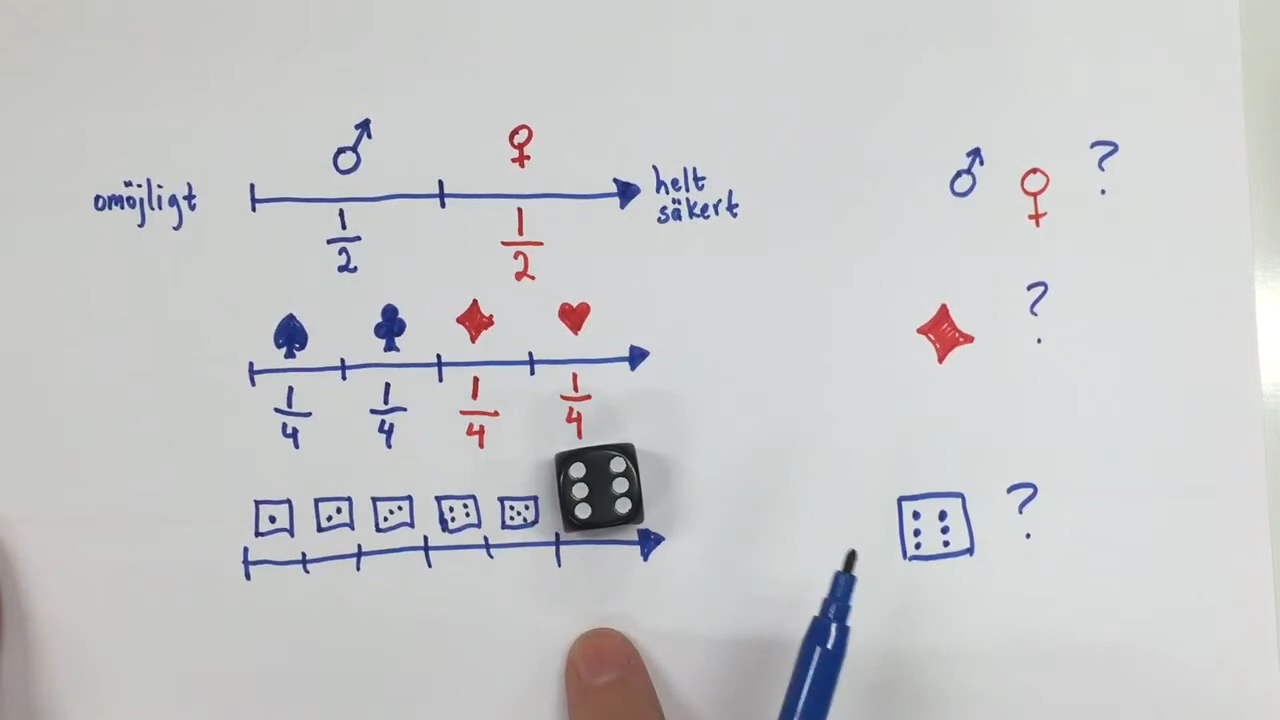 ?
omöjligt
helt
säkert
1/2 1/2
?
1/4 1/4 1/4 1/4
?